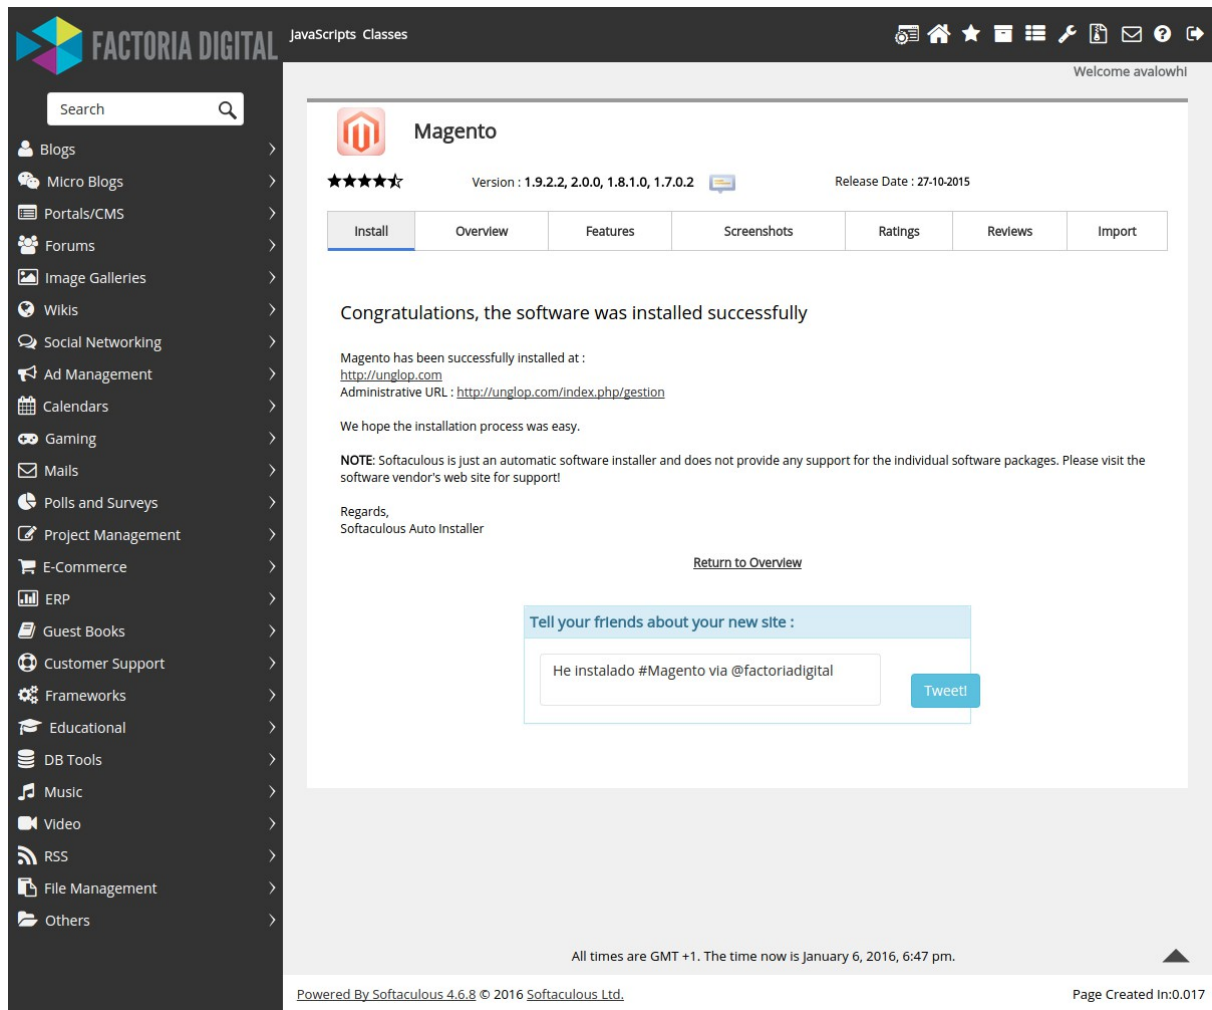 FACTORIA DIGITAL
JavaScripts Classes
Welcome avalowhl
Search
Blogs
Micro Blogs
Portals/CMS
Forums
Image Galleries
Wikis
Social Networking
Ad Management
Calendars
Gaming
Mails
Polls and Surveys
Project Management
E-Commerce
ERP
Guest Books
Customer Support
Frameworks
Educational
DB Tools
Music
Video
RSS
File Management
Others
Magento
Version : 1.9.2.2, 2.0.0, 1.8.1.0, 1.7.0.2
Release Date : 27-10-2015
Install Overview Features Screenshots Ratings Reviews Import
Congratulations, the software was installed successfully
Magento has been successfully installed at :
http://unglop.com
Administrative URL : http://unglop.com/index.php/gestion
We hope the installation process was easy.
NOTE: Softaculous is just an automatic software installer and does not provide any support for the individual software packages. Please visit the
software vendor's web site for support!
Regards,
Softaculous Auto Installer
Return to Overview
Tell your friends about your new site :
He instalado #Magento via @factoriadigital
Tweet!
All times are GMT +1. The time now is January 6, 2016, 6:47 pm.
Powered By Softaculous 4.6.8 © 2016 Softaculous Ltd.
Page Created In:0.017